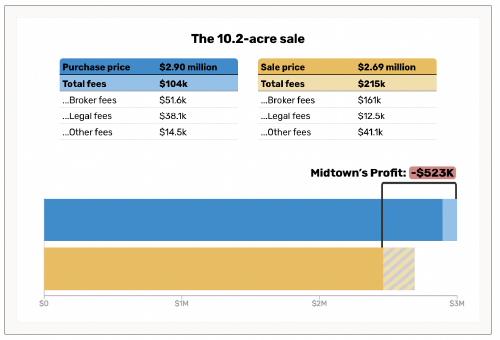 The 10.2-acre sale
Purchase price $2.90 million
Total fees $104k
...Broker fees $51.6k
...Legal fees $38.1k
...Other fees $14.5k
Sale price $2.69 million
Total fees $215k
...Broker fees $161k
...Legal fees $12.5k
...Other fees $41.1k
Midtown's Profit: -$523K
$0 $1M $2M $3M